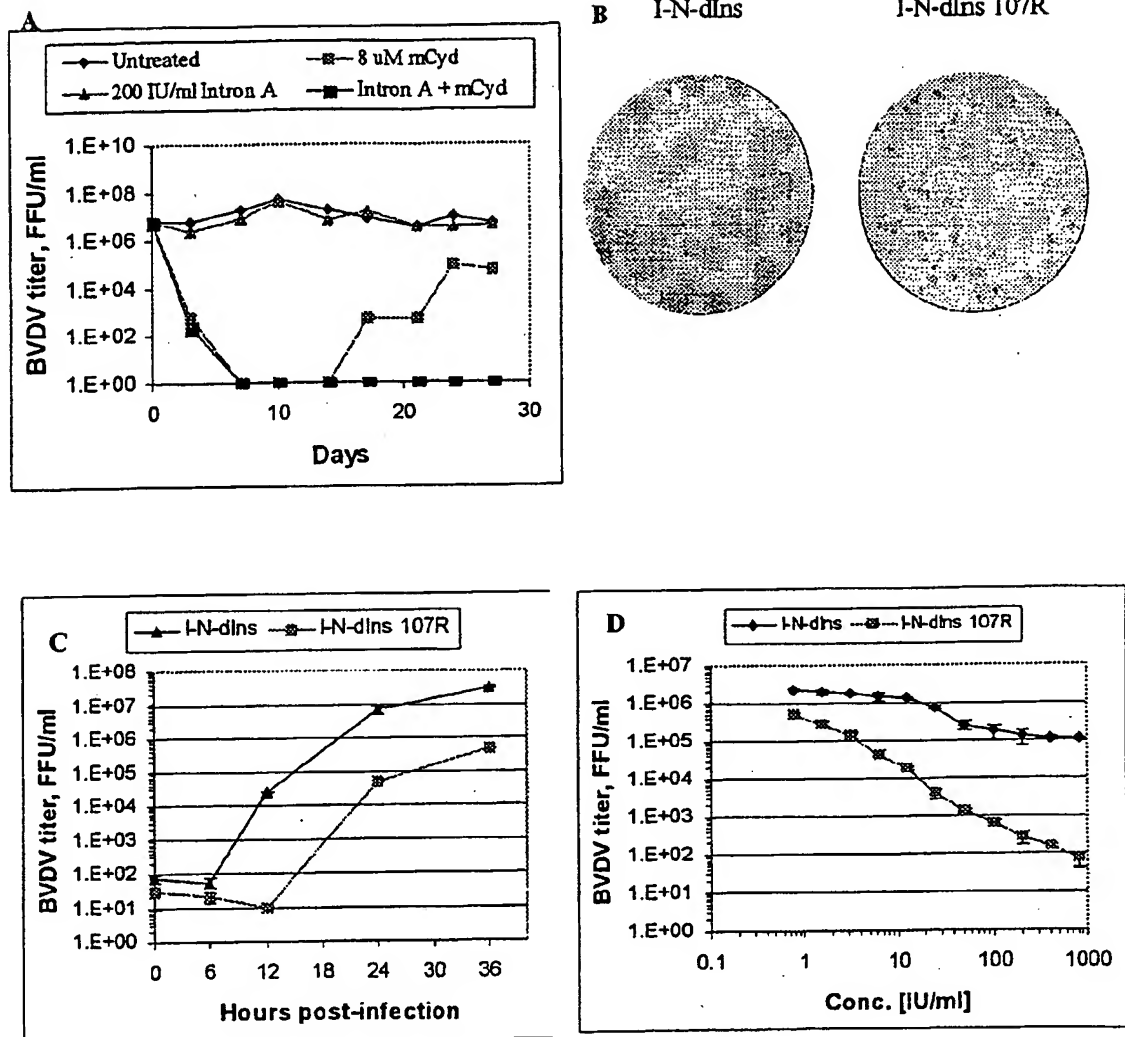 A
Untreated
8 uM mCyd
200 IU/ml Intron A
Intron A + mCyd
BVDV titer, FFU/ml
1.E+10
1.E+08
1.E+06
1.E+04
1.E+02
1.E+00
0 10 20 30
Days
B I-N-dIns I-N-dIns 107R
C
I-N-dIns I-N-dIns 107R
BVDV titer, FFU/ml
1.E+08
1.E+07
1.E+06
1.E+05
1.E+04
1.E+03
1.E+02
1.E+01
1.E+00
0 6 12 18 24 30 36
Hours post-infection
D
I-N-dIns I-N-dIns 107R
BVDV titer, FFU/ml
1.E+07
1.E+06
1.E+05
1.E+04
1.E+03
1.E+02
1.E+01
1.E+00
0.1 1 10 100 1000
Conc. [IU/ml]